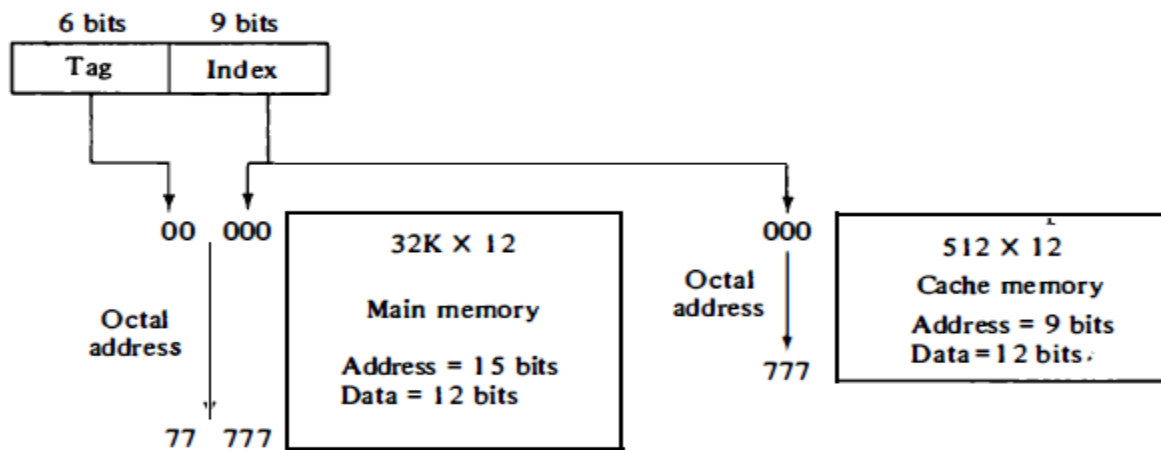 6 bits 9 bits
Tag Index
00 000
32K × 12
Main memory
Address = 15 bits
Data = 12 bits
Octal
address
77 777
000
Octal
address
777
512 × 12
Cache memory
Address = 9 bits
Data = 12 bits.